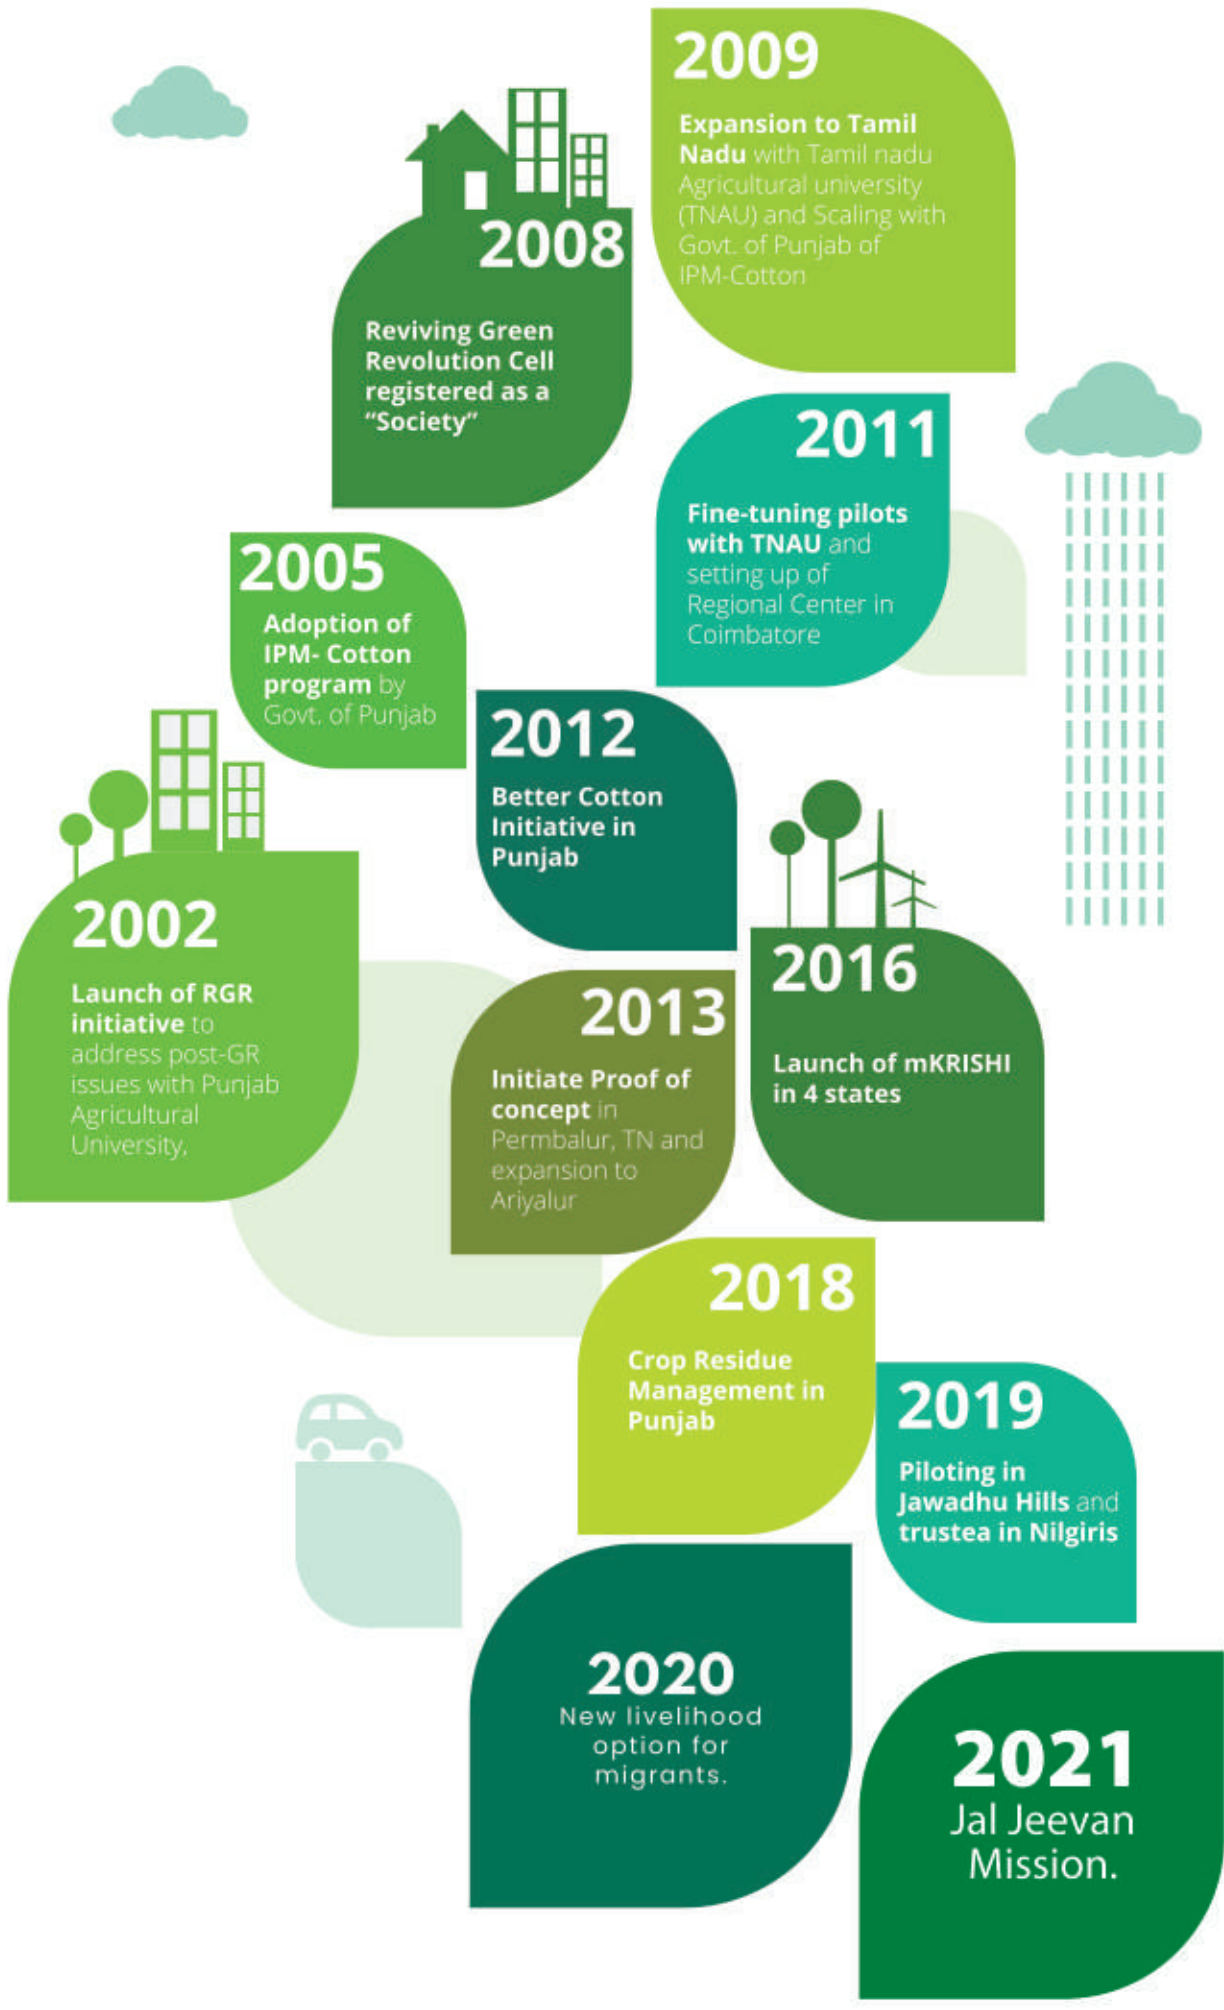 2009
Expansion to Tamil
Nadu with Tamil nadu
Agricultural university
(TNAU) and Scaling with
Govt. of Punjab of
IPM-Cotton
2008
Reviving Green
Revolution Cell
registered as a
“Society”
2011
Fine-tuning pilots
with TNAU and
setting up of
Regional Center in
Coimbatore
2005
Adoption of
IPM- Cotton
program by
Govt. of Punjab
2012
Better Cotton
Initiative in
Punjab
2002
Launch of RGR
initiative to
address post-GR
issues with Punjab
Agricultural
University,
2016
Launch of mKRISHI
in 4 states
2013
Initiate Proof of
concept in
Permbalur, TN and
expansion to
Ariyalur
2018
Crop Residue
Management in
Punjab
2019
Piloting in
Jawadhu Hills and
trustea in Nilgiris
2020
New livelihood
option for
migrants.
2021
Jal Jeevan
Mission.